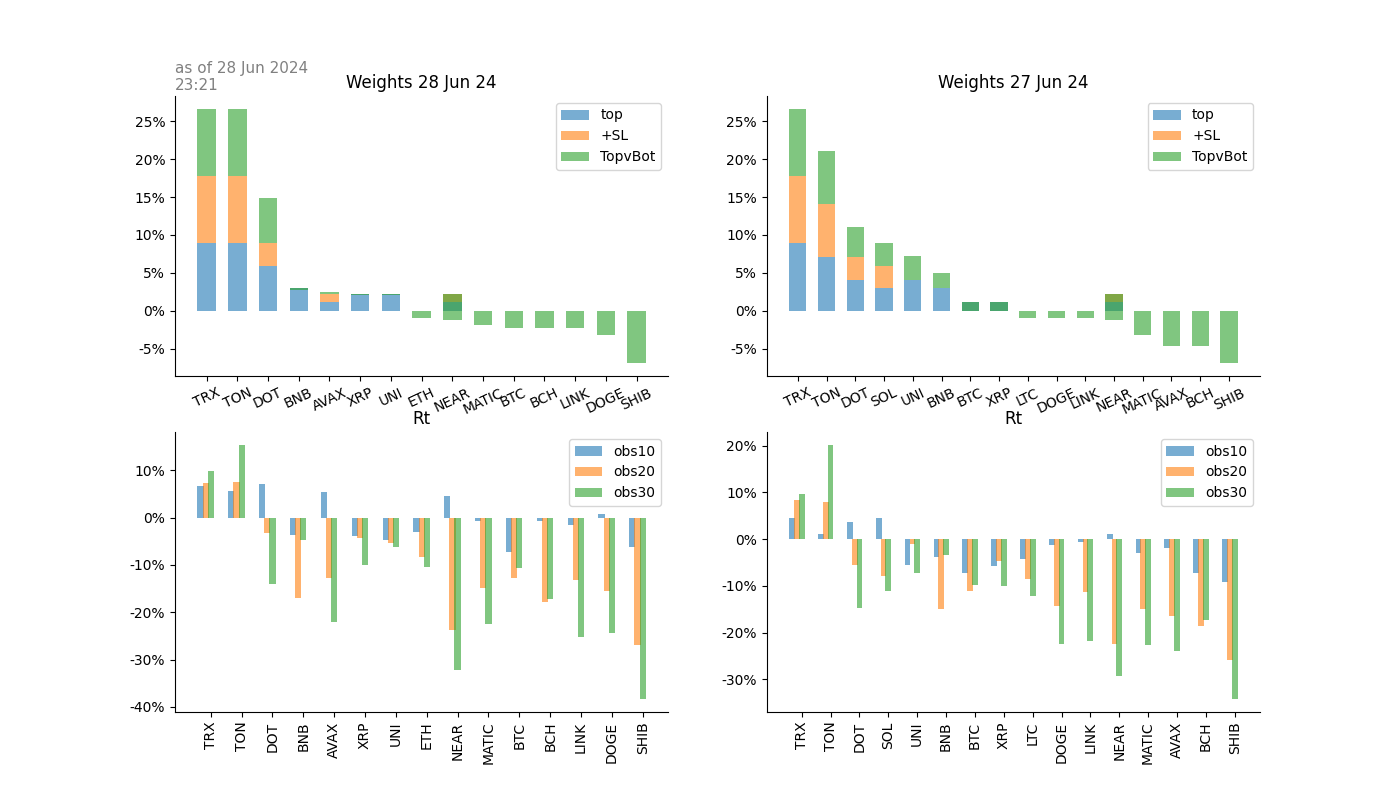 as of 28 Jun 2024
23:21
Weights 28 Jun 24
25%
20%
15%
10%
5%
0%
-5%
top
+SL
TopvBot
TRX TON DOT BNB AVAX XRP UNI ETH NEAR MATIC BTC BCH LINK DOGE SHIB
Weights 27 Jun 24
25%
20%
15%
10%
5%
0%
-5%
top
+SL
TopvBot
TRX TON DOT SOL UNI BNB BTC XRP LTC DOGE LINK NEAR MATIC AVAX BCH SHIB
Rt
10%
0%
-10%
-20%
-30%
-40%
obs10
obs20
obs30
TRX TON DOT BNB AVAX XRP UNI ETH NEAR MATIC BTC BCH LINK DOGE SHIB
Rt
20%
10%
0%
-10%
-20%
-30%
obs10
obs20
obs30
TRX TON DOT SOL UNI BNB BTC XRP LTC DOGE LINK NEAR MATIC AVAX BCH SHIB